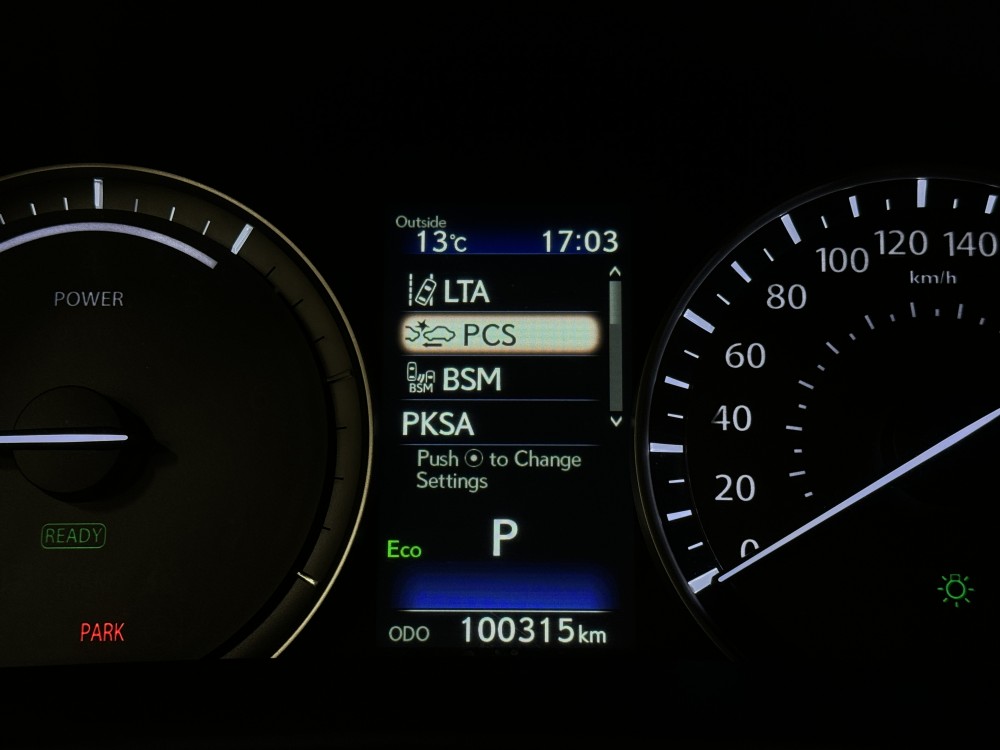 POWER
READY
PARK
Outside
13°C 17:03
LTA
PCS
BSM
BSM
PKSA
Push to Change
Settings
P
Eco
ODO 100315km
0
20
40
60
80
100
120
140
km/h